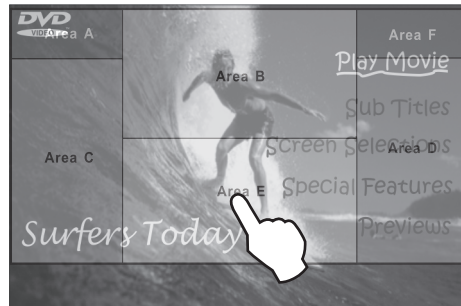 DVD
VIDEO
Area A
Area F
Play Movie
Area B
Sub Titles
Screen Selections
Area C
Area D
Area E
Special Features
Surfers Today
Previews